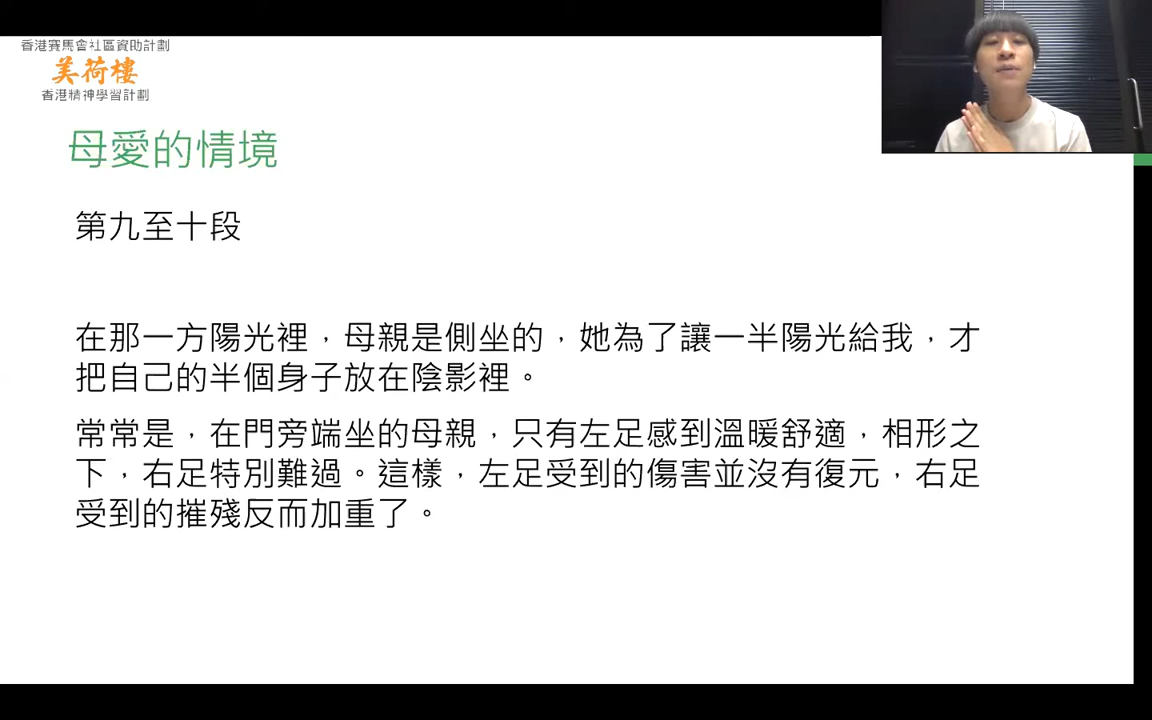 香港賽馬會社區資助計劃
美荷樓
香港精神學習計劃
母愛的情境
第九至十段
在那一方陽光裡，母親是側坐的，她為了讓一半陽光給我，才
把自己的半個身子放在陰影裡。
常常是，在門旁端坐的母親，只有左足感到溫暖舒適，相形之
下，右足特別難過。這樣，左足受到的傷害並沒有復元，右足
受到的摧殘反而加重了。